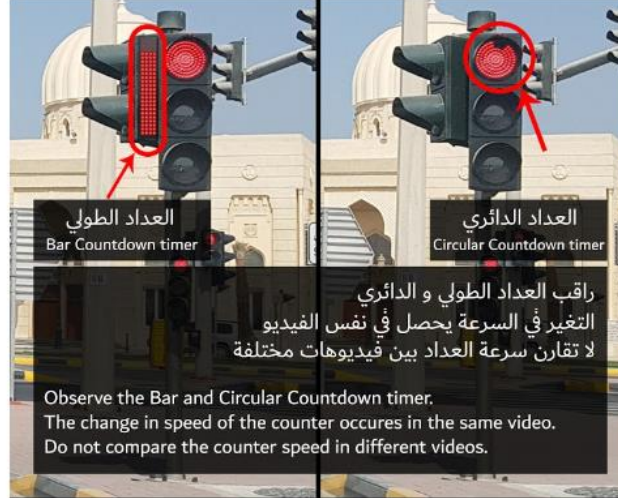 العداد الطولي
Bar Countdown timer
العداد الدائري
Circular Countdown timer
راقب العداد الطولي و الدائري
التغير في السرعة يحصل في نفس الفيديو
لا تقارن سرعة العداد بين فيديوهات مختلفة
Observe the Bar and Circular Countdown timer.
The change in speed of the counter occures in the same video.
Do not compare the counter speed in different videos.